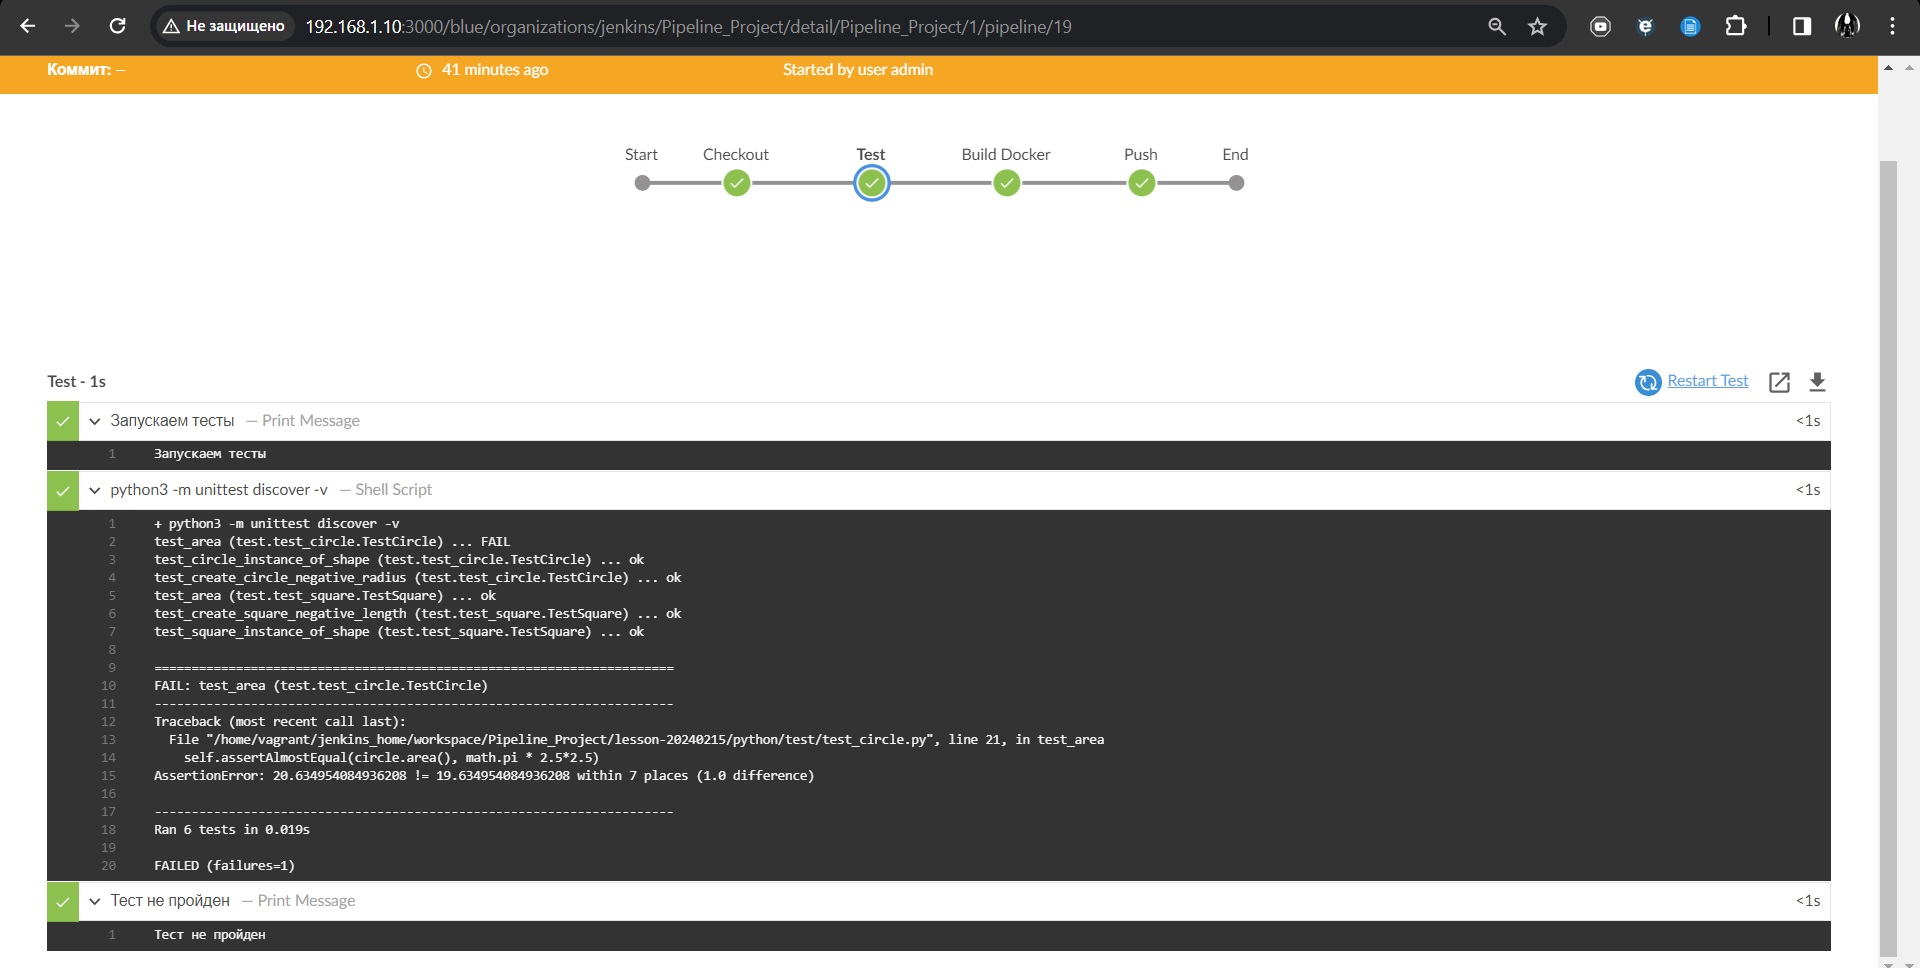 Не защищено 192.168.1.10:3000/blue/organizations/jenkins/Pipeline_Project/detail/Pipeline_Project/1/pipeline/19
Коммит: — 41 minutes ago Started by user admin
Start Checkout Test Build Docker Push End
Test - 1s Restart Test
Запускаем тесты — Print Message <1s
1 Запускаем тесты
python3 -m unittest discover -v — Shell Script <1s
1 + python3 -m unittest discover -v
2 test_area (test.test_circle.TestCircle) ... FAIL
3 test_circle_instance_of_shape (test.test_circle.TestCircle) ... ok
4 test_create_circle_negative_radius (test.test_circle.TestCircle) ... ok
5 test_area (test.test_square.TestSquare) ... ok
6 test_create_square_negative_length (test.test_square.TestSquare) ... ok
7 test_square_instance_of_shape (test.test_square.TestSquare) ... ok
8
9 ======================================================================
10 FAIL: test_area (test.test_circle.TestCircle)
11 ----------------------------------------------------------------------
12 Traceback (most recent call last):
13 File "/home/vagrant/jenkins_home/workspace/Pipeline_Project/lesson-20240215/python/test/test_circle.py", line 21, in test_area
14 self.assertAlmostEqual(circle.area(), math.pi * 2.5*2.5)
15 AssertionError: 20.634954084936208 != 19.634954084936208 within 7 places (1.0 difference)
16
17 ----------------------------------------------------------------------
18 Ran 6 tests in 0.019s
19
20 FAILED (failures=1)
Тест не пройден — Print Message <1s
1 Тест не пройден